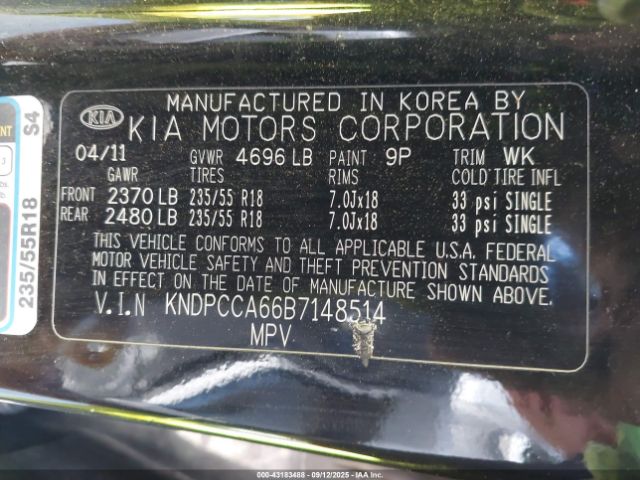 MANUFACTURED IN KOREA BY
KIA KIA MOTORS CORPORATION
04/11 GVWR 4696 LB PAINT 9P TRIM WK
GAWR TIRES RIMS COLD TIRE INFL
FRONT 2370 LB 235/55 R18 7.0Jx18 33 psi SINGLE
REAR 2480 LB 235/55 R18 7.0Jx18 33 psi SINGLE
THIS VEHICLE CONFORMS TO ALL APPLICABLE U.S.A. FEDERAL
MOTOR VEHICLE SAFETY AND THEFT PREVENTION STANDARDS
IN EFFECT ON THE DATE OF MANUFACTURE SHOWN ABOVE.
V.I.N KNDPCCA66B7148514
MPV
235/55R18 S4
000-43183488 - 09/12/2025 - IAAI.COM